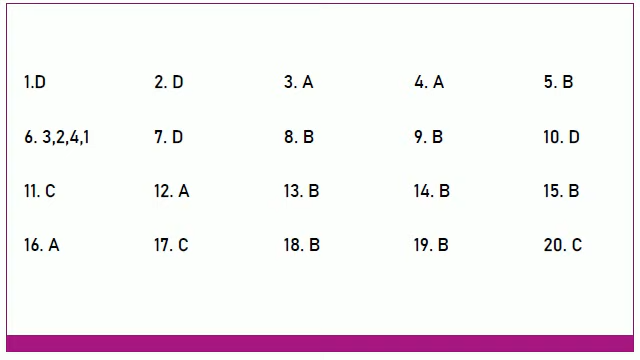 1.D 2. D 3. A 4. A 5. B
6. 3,2,4,1 7. D 8. B 9. B 10. D
11. C 12. A 13. B 14. B 15. B
16. A 17. C 18. B 19. B 20. C